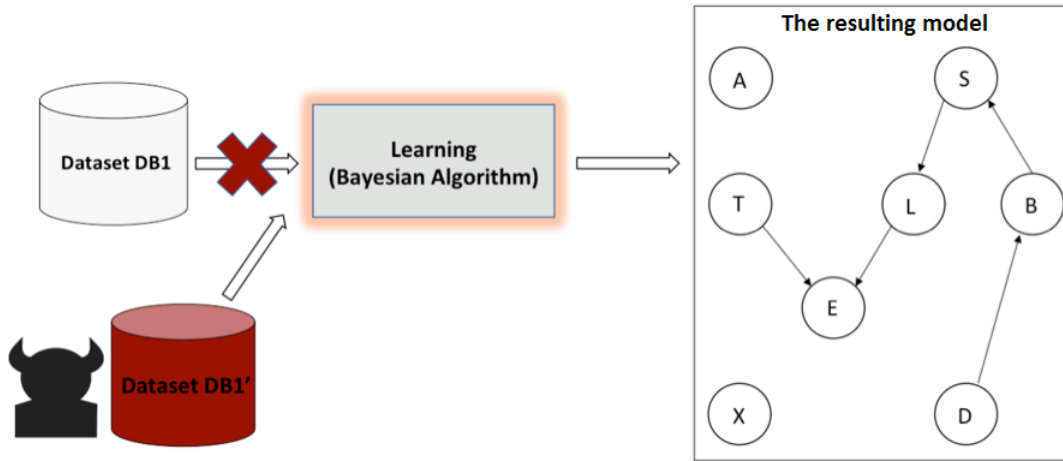 The resulting model
A
S
Dataset DB1
Learning
(Bayesian Algorithm)
T
L
B
E
Dataset DB1’
X
D